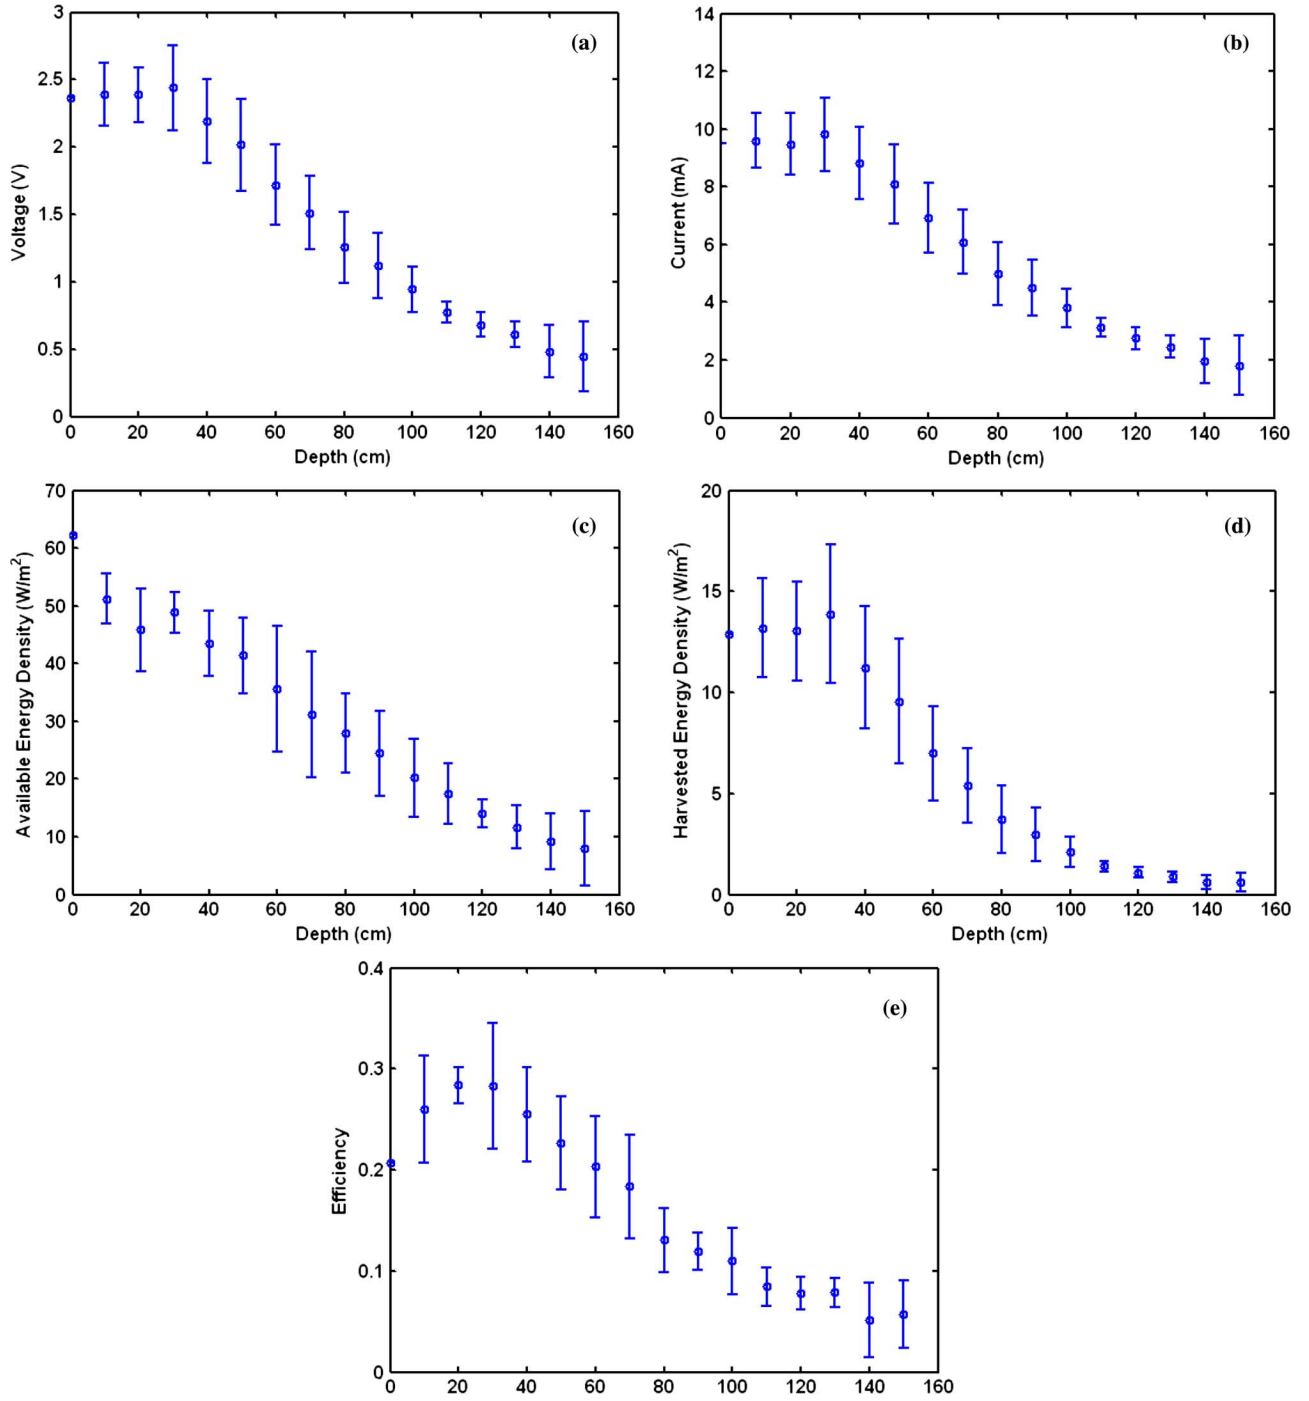 3
2.5
2
1.5
1
0.5
0
Voltage (V)
(a)
0 20 40 60 80 100 120 140 160
Depth (cm)
14
12
10
8
6
4
2
0
Current (mA)
(b)
0 20 40 60 80 100 120 140 160
Depth (cm)
70
60
50
40
30
20
10
0
Available Energy Density (W/m²)
(c)
0 20 40 60 80 100 120 140 160
Depth (cm)
20
15
10
5
0
Harvested Energy Density (W/m²)
(d)
0 20 40 60 80 100 120 140 160
Depth (cm)
0.4
0.3
0.2
0.1
0
Efficiency
(e)
0 20 40 60 80 100 120 140 160